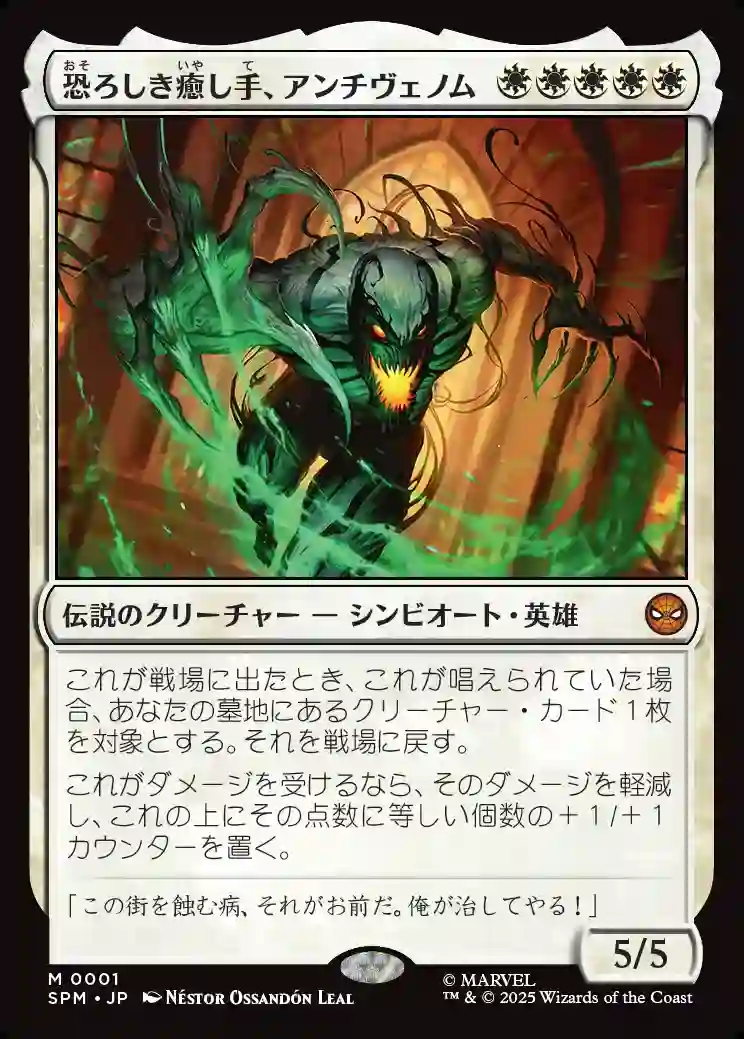 恐ろしき癒し手、アンチヴェノム
伝説のクリーチャー ― シンビオート・英雄
これが戦場に出たとき、これが唱えられていた場
合、あなたの墓地にあるクリーチャー・カード１枚
を対象とする。それを戦場に戻す。
これがダメージを受けるなら、そのダメージを軽減
し、これの上にその点数に等しい個数の＋１/＋１
カウンターを置く。
「この街を蝕む病、それがお前だ。俺が治してやる！」
5/5
M 0001
SPM • JP Néstor Ossandón Leal
© MARVEL
™ & © 2025 Wizards of the Coast